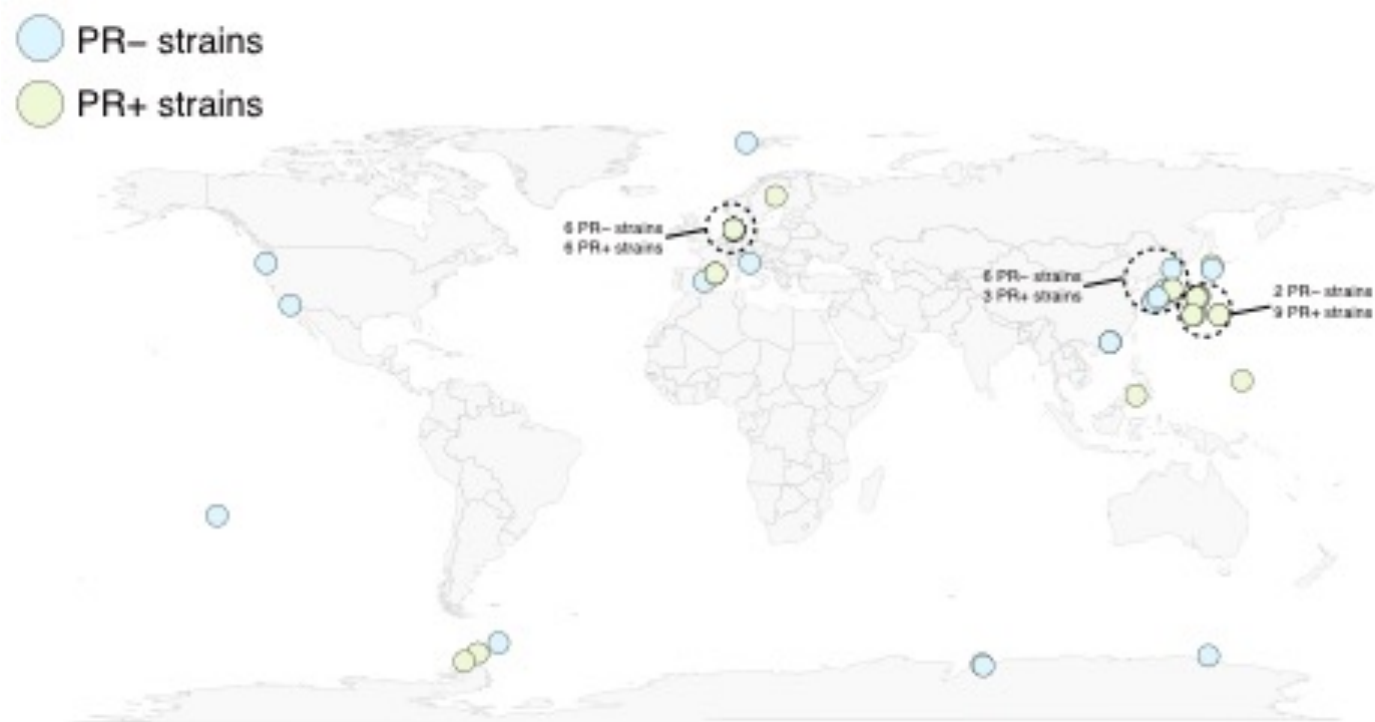 PR− strains
PR+ strains
6 PR− strains
6 PR+ strains
6 PR− strains
3 PR+ strains
2 PR− strains
9 PR+ strains